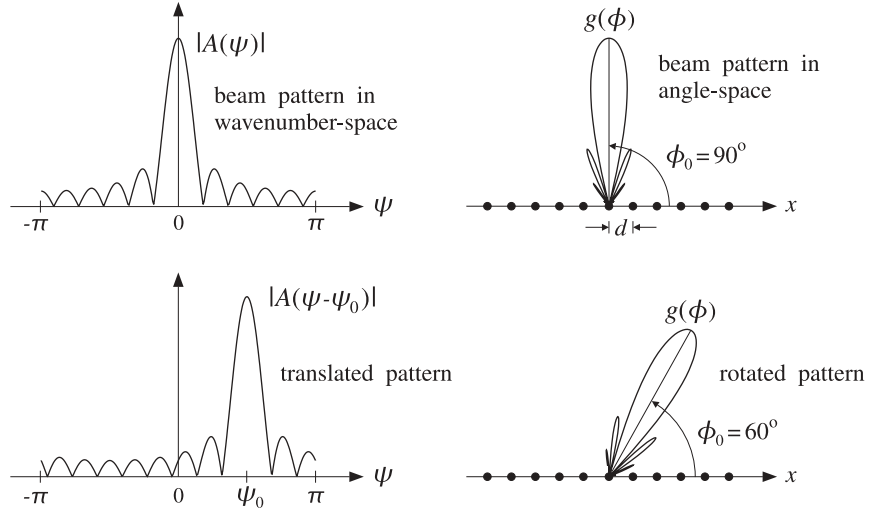 |A(ψ)|
beam pattern in
wavenumber-space
-π
0
π
ψ
g(ϕ)
beam pattern in
angle-space
ϕ₀ = 90°
x
d
|A(ψ-ψ₀)|
translated pattern
-π
0
ψ₀
π
ψ
g(ϕ)
rotated pattern
ϕ₀ = 60°
x